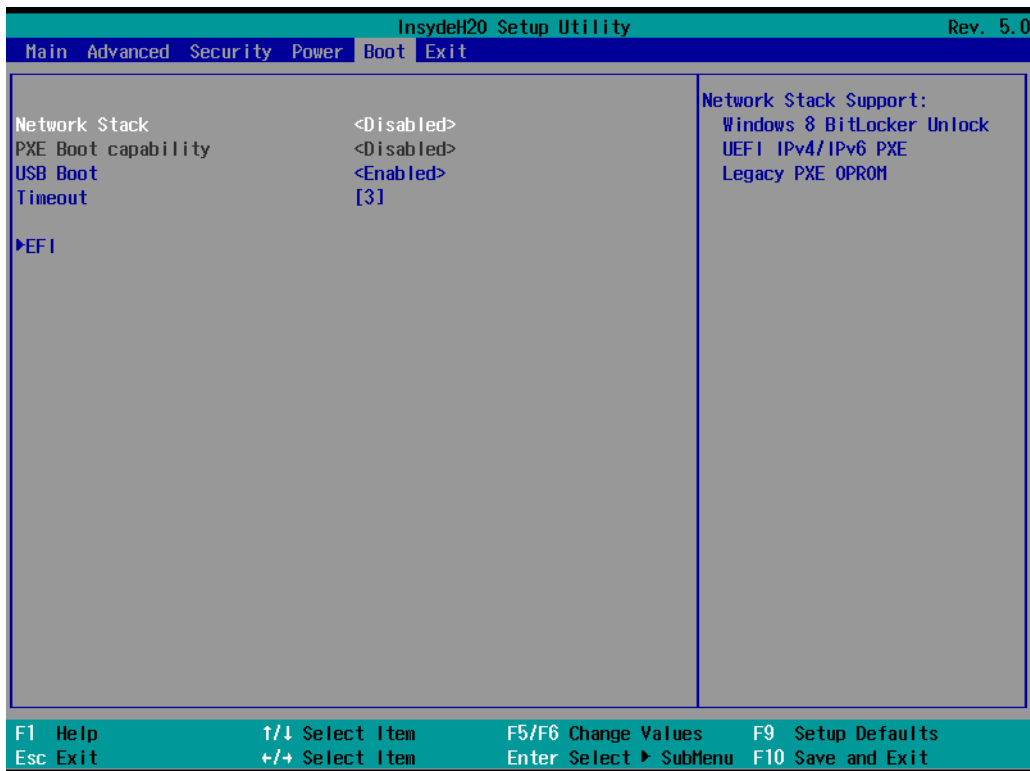 InsydeH20 Setup Utility Rev. 5.0
Main Advanced Security Power Boot Exit
Network Stack <Disabled>
PXE Boot capability <Disabled>
USB Boot <Enabled>
Timeout [3]
▶EFI
Network Stack Support:
Windows 8 BitLocker Unlock
UEFI IPv4/IPv6 PXE
Legacy PXE OPROM
F1 Help ↑/↓ Select Item F5/F6 Change Values F9 Setup Defaults
Esc Exit ←/→ Select Item Enter Select ▶ SubMenu F10 Save and Exit